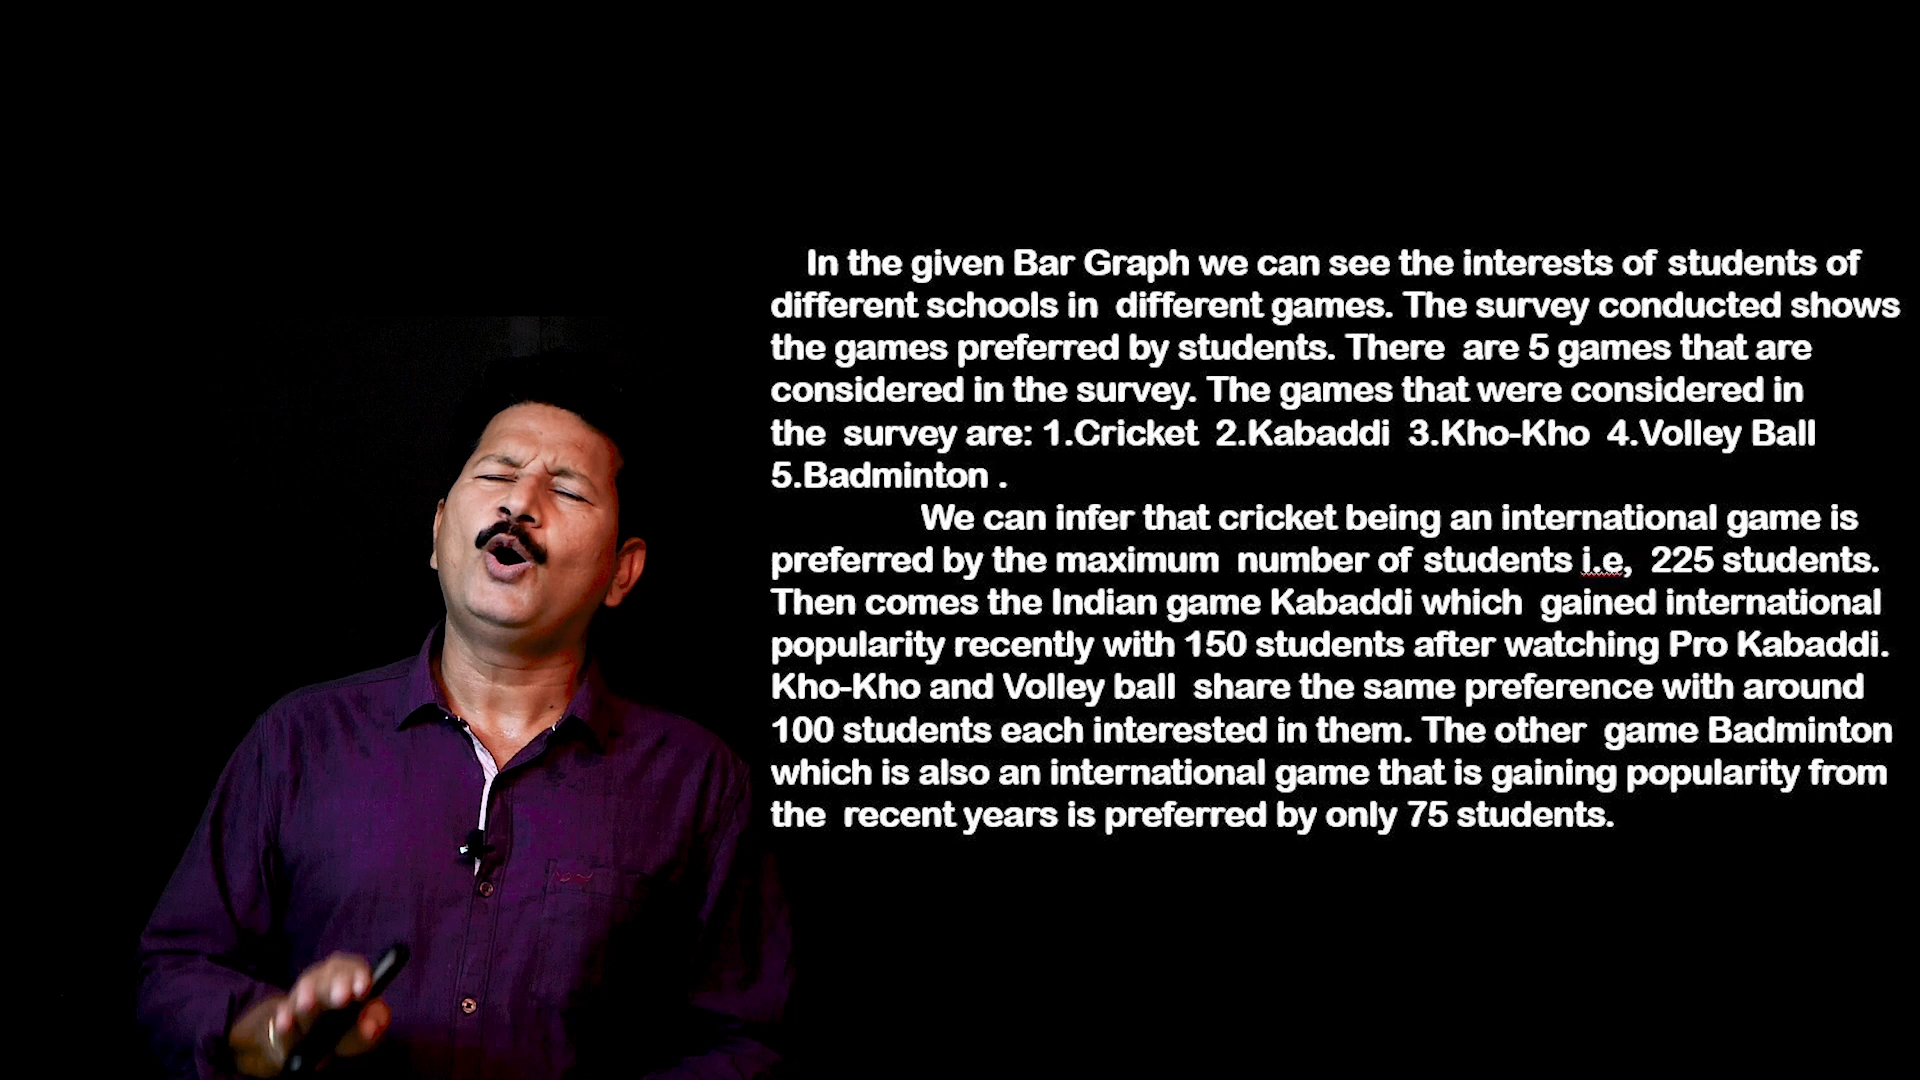 In the given Bar Graph we can see the interests of students of
different schools in different games. The survey conducted shows
the games preferred by students. There are 5 games that are
considered in the survey. The games that were considered in
the survey are: 1.Cricket 2.Kabaddi 3.Kho-Kho 4.Volley Ball
5.Badminton .
We can infer that cricket being an international game is
preferred by the maximum number of students i.e, 225 students.
Then comes the Indian game Kabaddi which gained international
popularity recently with 150 students after watching Pro Kabaddi.
Kho-Kho and Volley ball share the same preference with around
100 students each interested in them. The other game Badminton
which is also an international game that is gaining popularity from
the recent years is preferred by only 75 students.